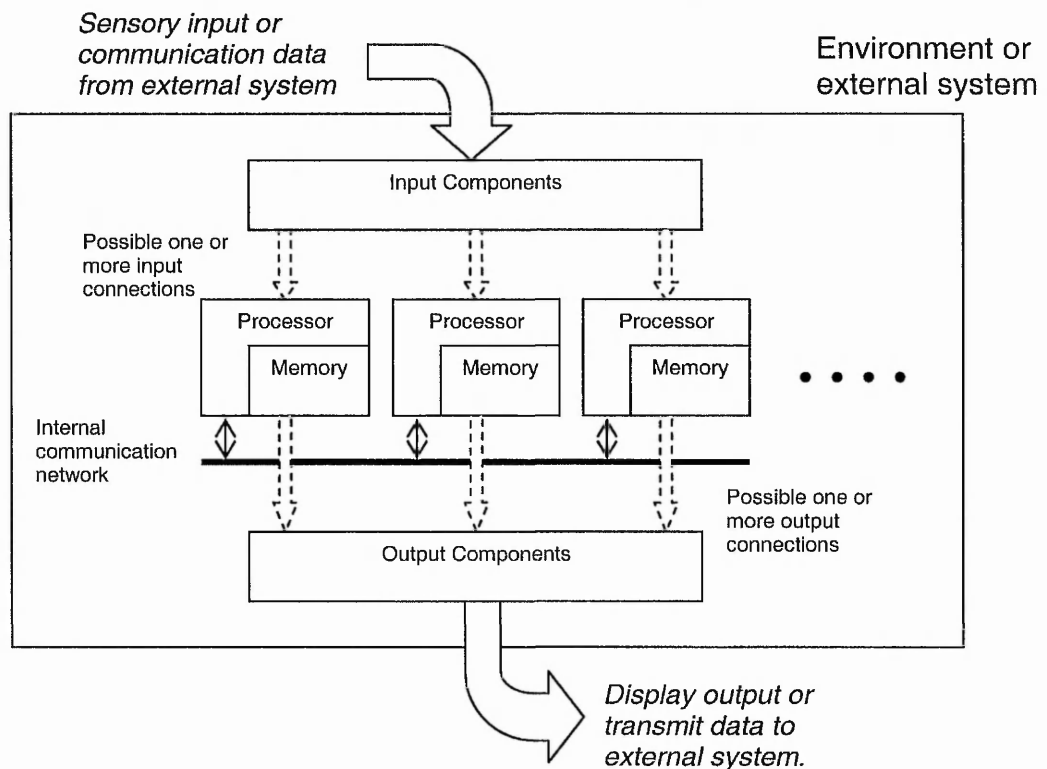 Sensory input or
communication data
from external system
Environment or
external system
Input Components
Possible one or
more input
connections
Processor
Memory
Processor
Memory
Processor
Memory
Internal
communication
network
Possible one or
more output
connections
Output Components
Display output or
transmit data to
external system.